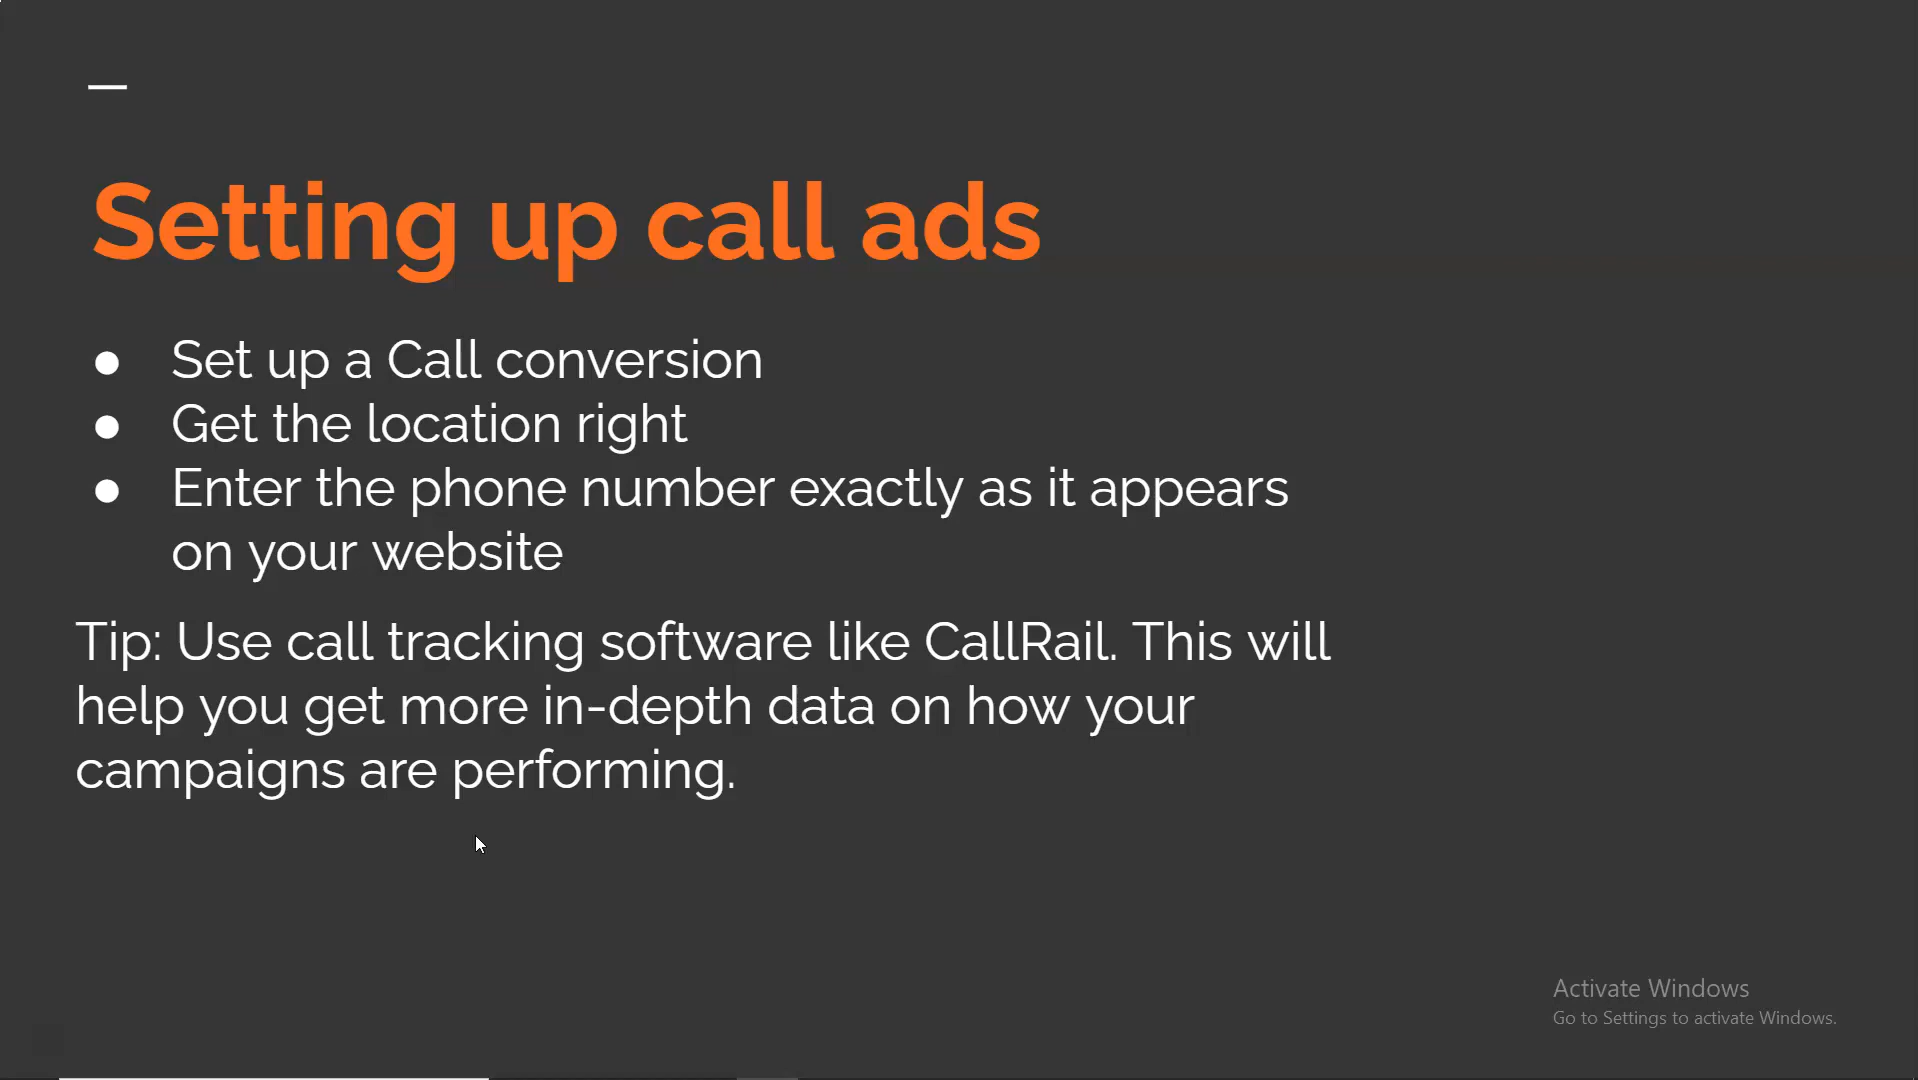 Setting up call ads
● Set up a Call conversion
● Get the location right
● Enter the phone number exactly as it appears
on your website
Tip: Use call tracking software like CallRail. This will
help you get more in-depth data on how your
campaigns are performing.
Activate Windows
Go to Settings to activate Windows.